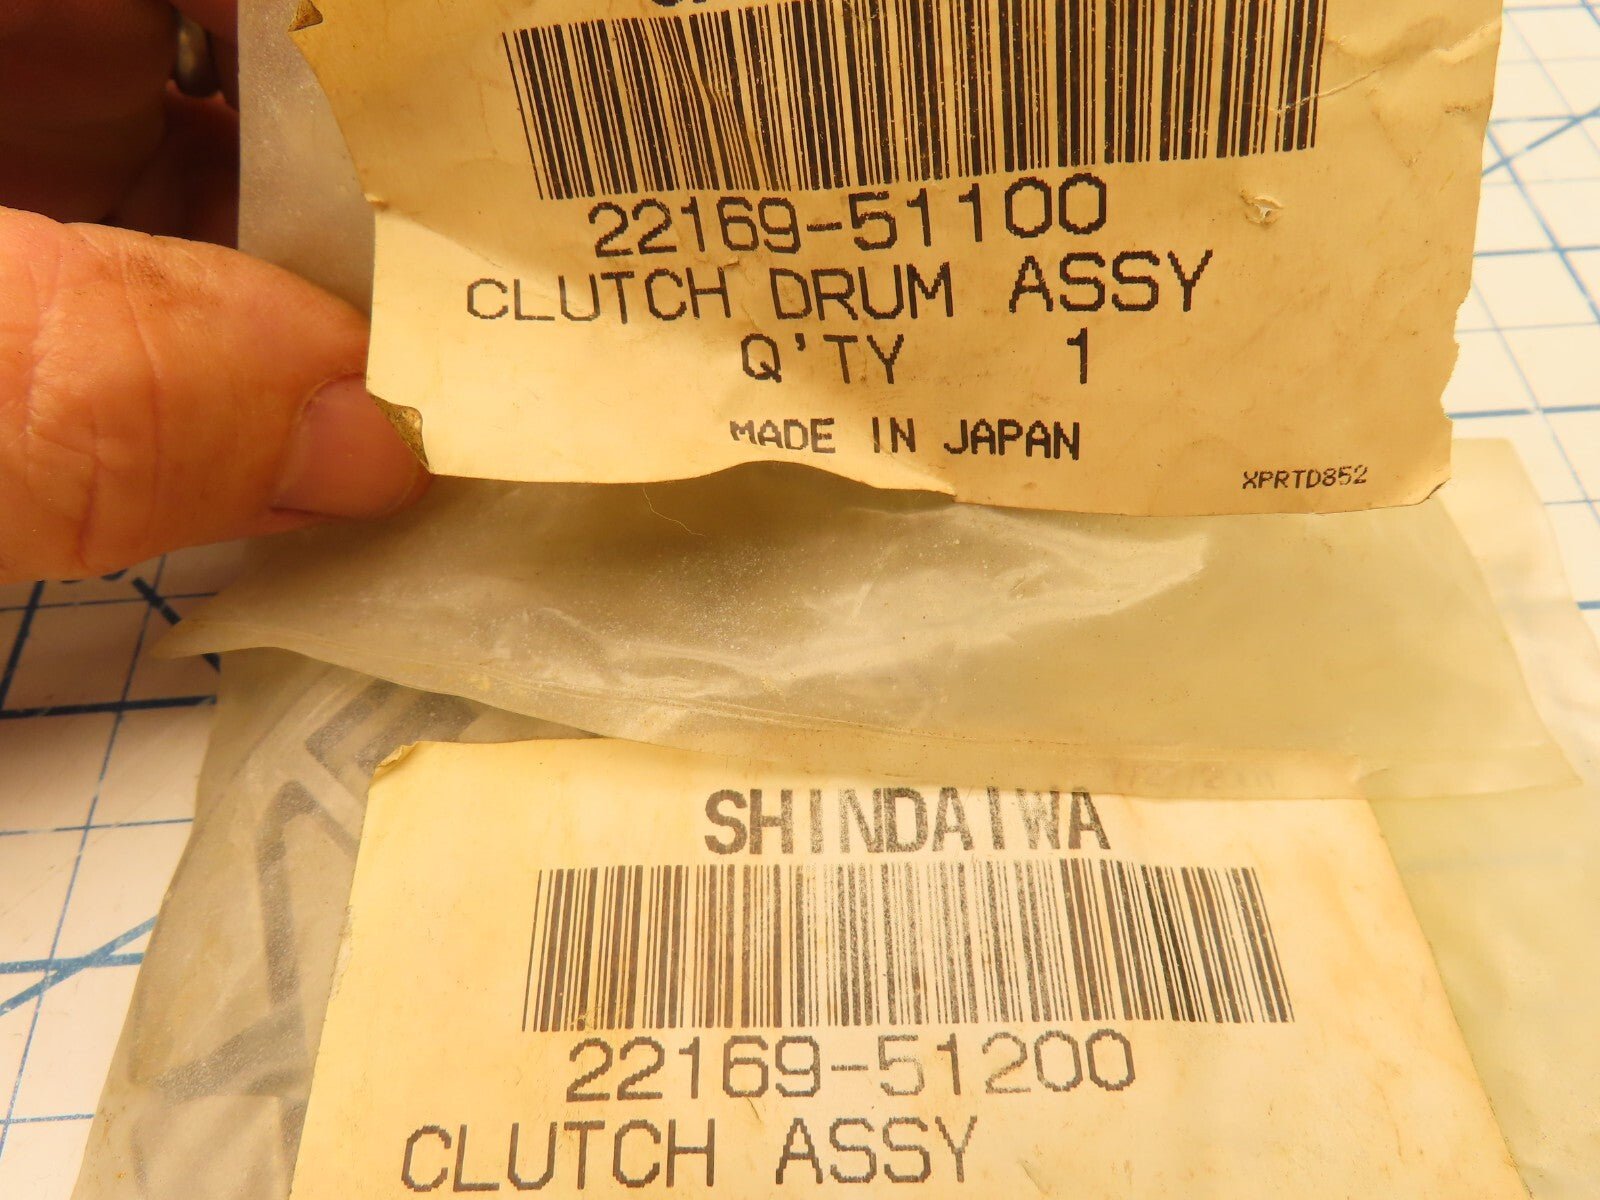 22169-51100
CLUTCH DRUM ASSY
Q'TY 1
MADE IN JAPAN
XPRTD852
SHINDAIWA
22169-51200
CLUTCH ASSY